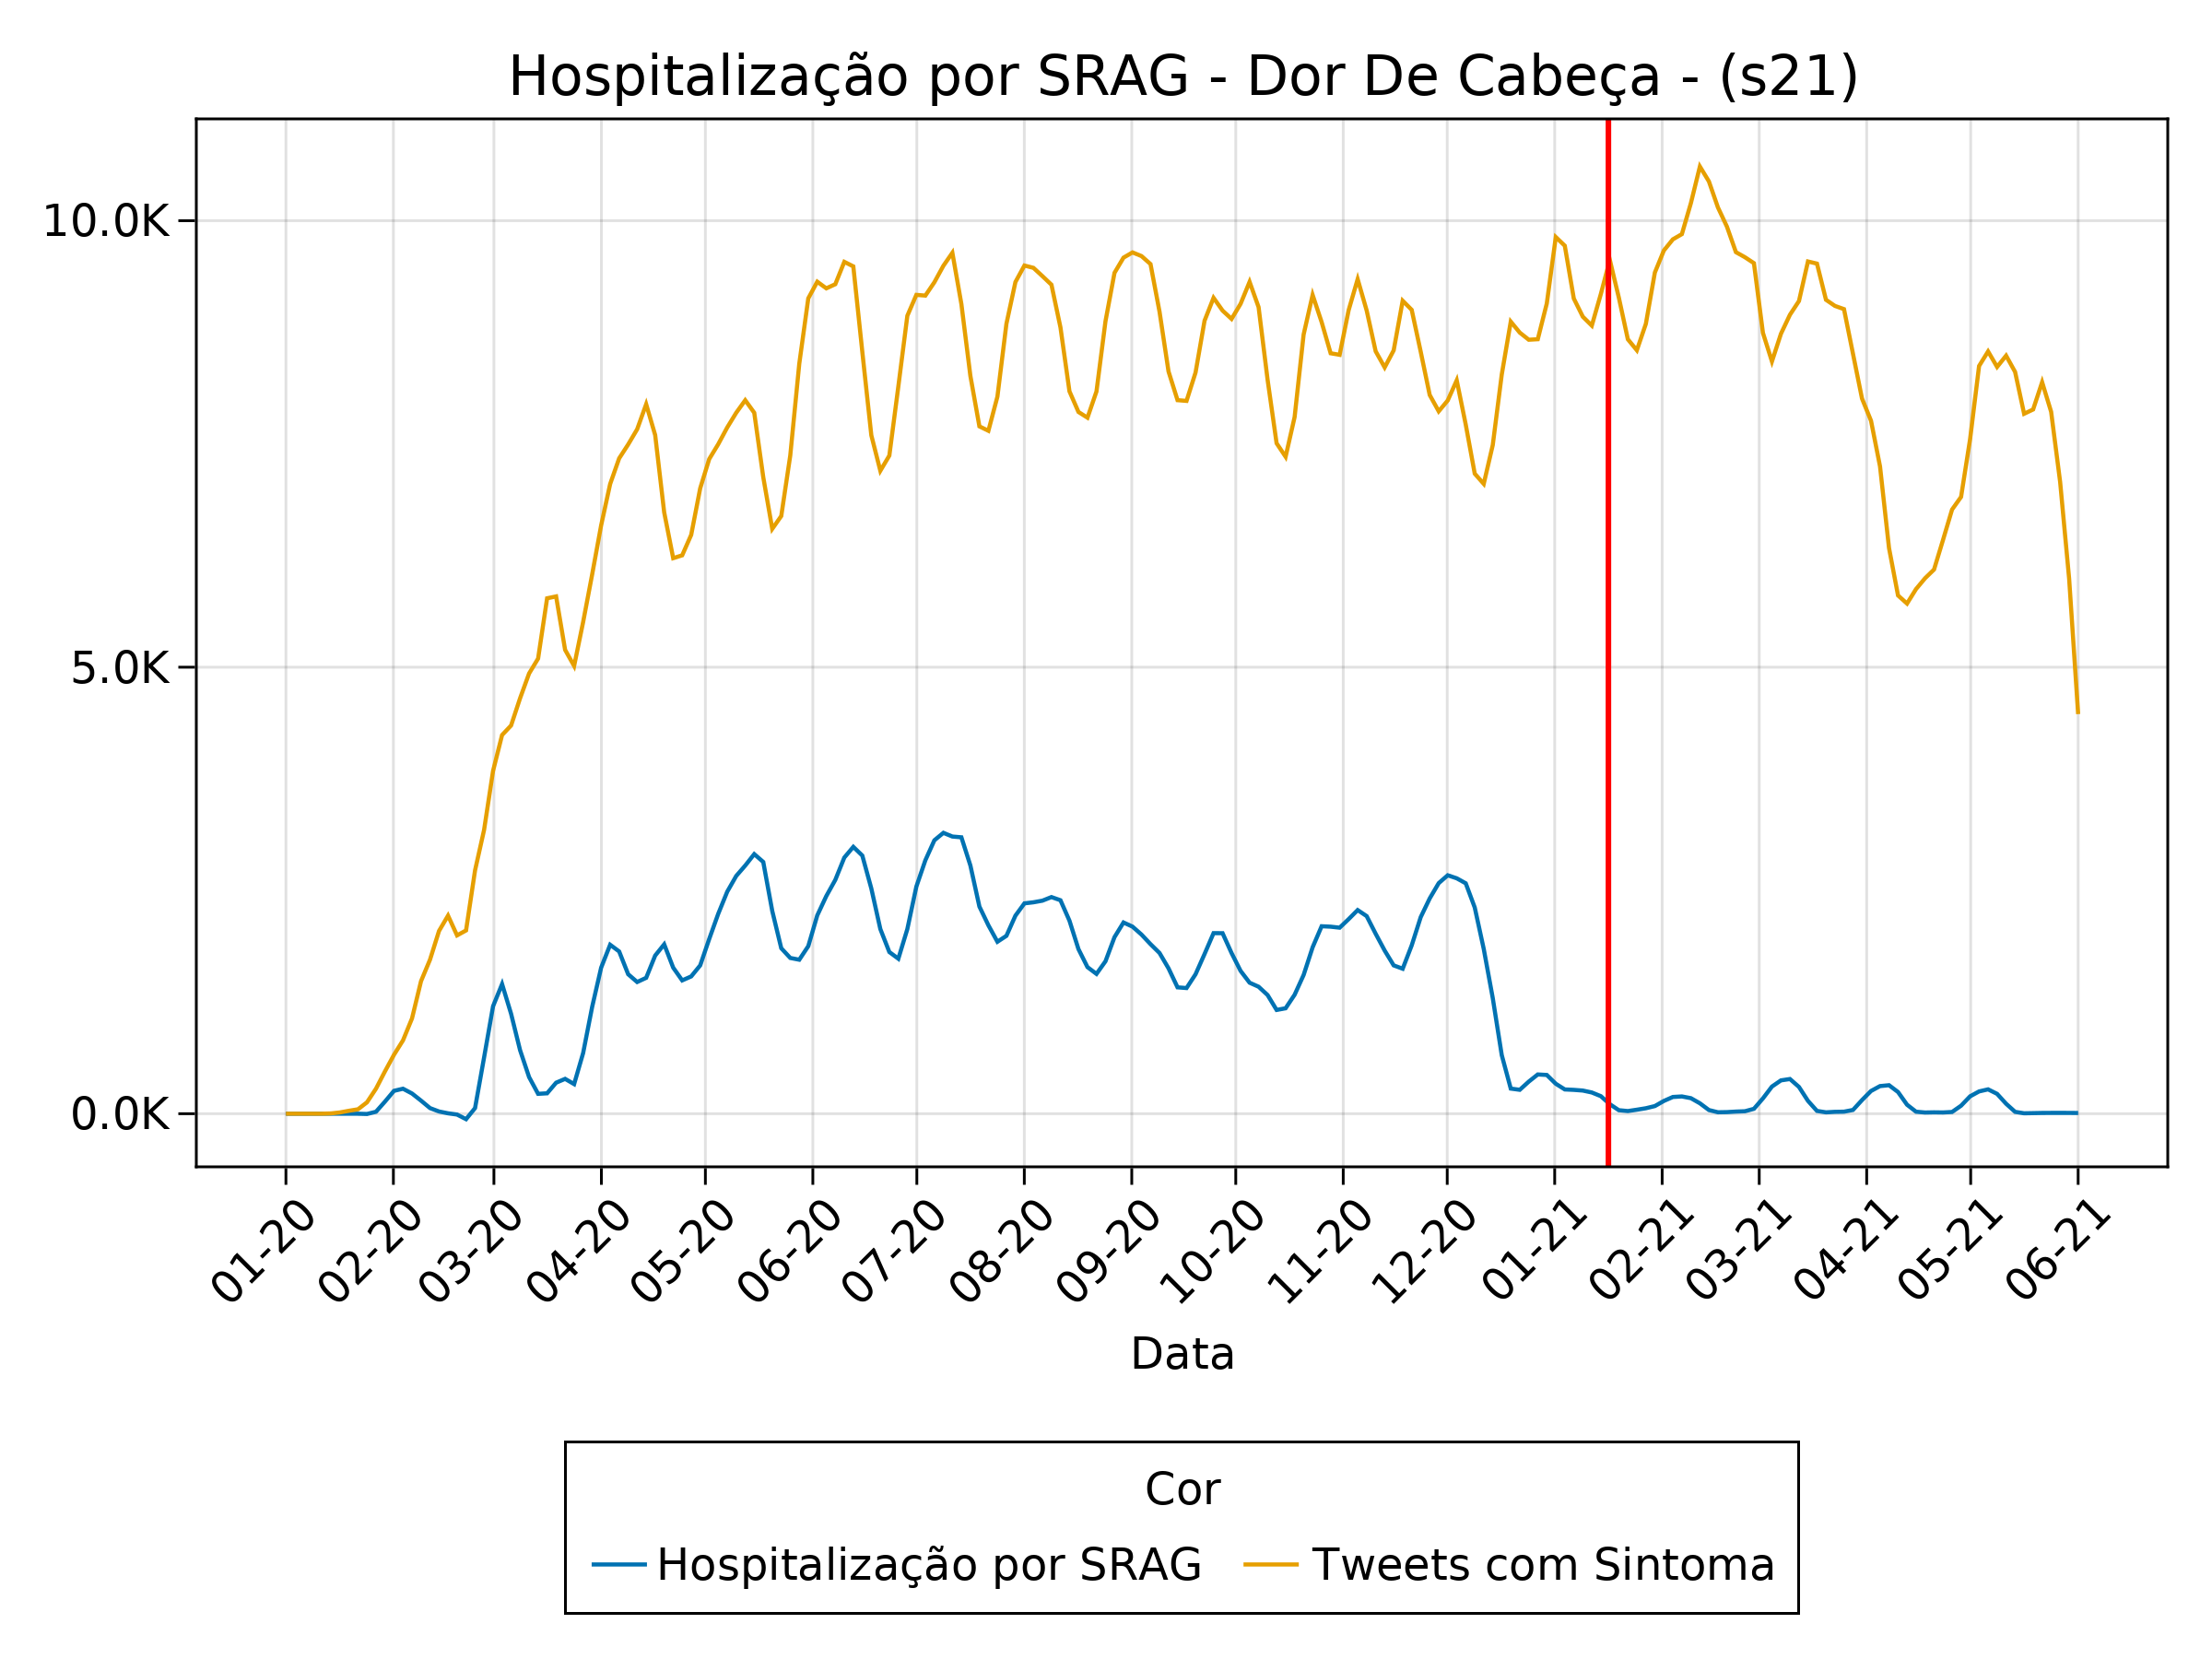 Hospitalização por SRAG - Dor De Cabeça - (s21)
10.0K
5.0K
0.0K
01-20
02-20
03-20
04-20
05-20
06-20
07-20
08-20
09-20
10-20
11-20
12-20
01-21
02-21
03-21
04-21
05-21
06-21
Data
Cor
Hospitalização por SRAG
Tweets com Sintoma